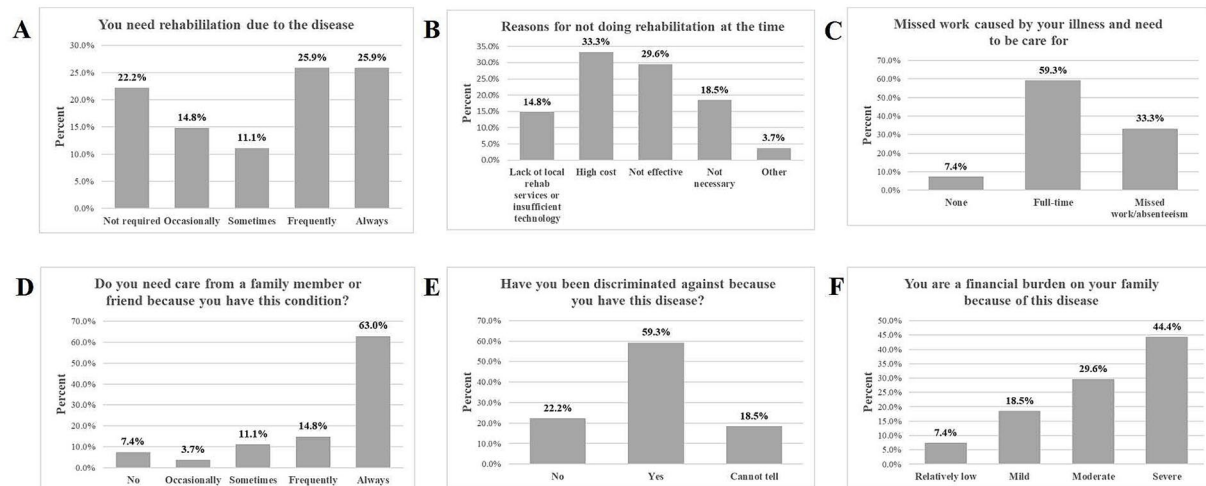 A
You need rehabililation due to the disease
Percent
30.0%
25.0%
20.0%
15.0%
10.0%
5.0%
0.0%
22.2%
14.8%
11.1%
25.9%
25.9%
Not required Occasionally Sometimes Frequently Always
B
Reasons for not doing rehabilitation at the time
Percent
35.0%
30.0%
25.0%
20.0%
15.0%
10.0%
5.0%
0.0%
14.8%
33.3%
29.6%
18.5%
3.7%
Lack ot local
rehab
services or
insufficient
technology
High cost
Not effective
Not
necessary
Other
C
Missed work caused by your illness and need
to be care for
Percent
70.0%
60.0%
50.0%
40.0%
30.0%
20.0%
10.0%
0.0%
7.4%
59.3%
33.3%
None
Full-time
Missed
work/absenteeism
D
Do you need care from a family member or
friend because you have this condition?
Percent
70.0%
60.0%
50.0%
40.0%
30.0%
20.0%
10.0%
0.0%
7.4%
3.7%
11.1%
14.8%
63.0%
No Occasionally Sometimes Frequently Always
E
Have you been discriminated against because
you have this disease?
Percent
70.0%
60.0%
50.0%
40.0%
30.0%
20.0%
10.0%
0.0%
22.2%
59.3%
18.5%
No Yes Cannot tell
F
You are a financial burden on your family
because of this disease
Percent
50.0%
45.0%
40.0%
35.0%
30.0%
25.0%
20.0%
15.0%
10.0%
5.0%
0.0%
7.4%
18.5%
29.6%
44.4%
Relatively low Mild Moderate Severe